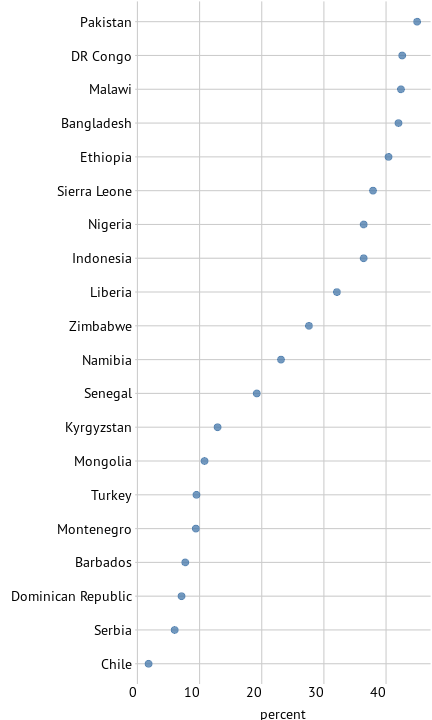 Pakistan
DR Congo
Malawi
Bangladesh
Ethiopia
Sierra Leone
Nigeria
Indonesia
Liberia
Zimbabwe
Namibia
Senegal
Kyrgyzstan
Mongolia
Turkey
Montenegro
Barbados
Dominican Republic
Serbia
Chile
0 10 20 30 40
percent